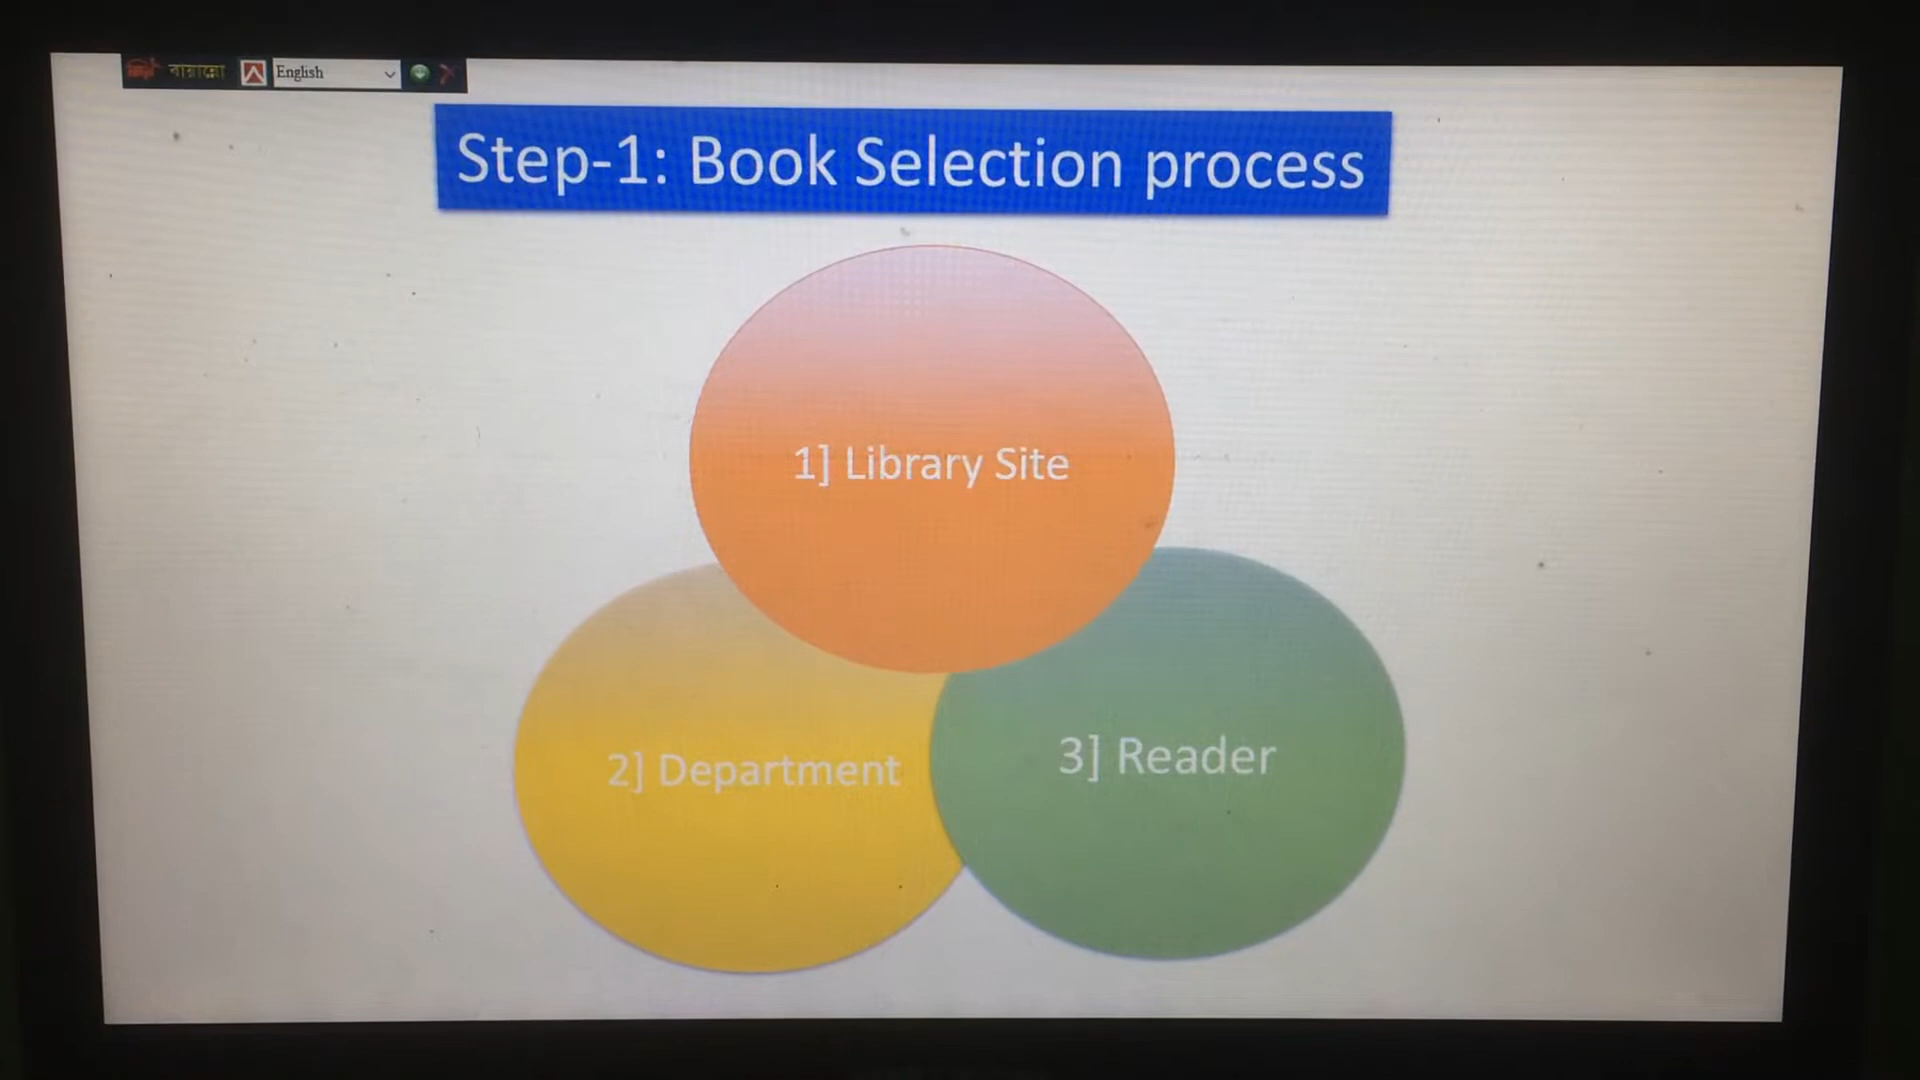 বায়ান্নো
English
Step-1: Book Selection process
1] Library Site
2] Department
3] Reader